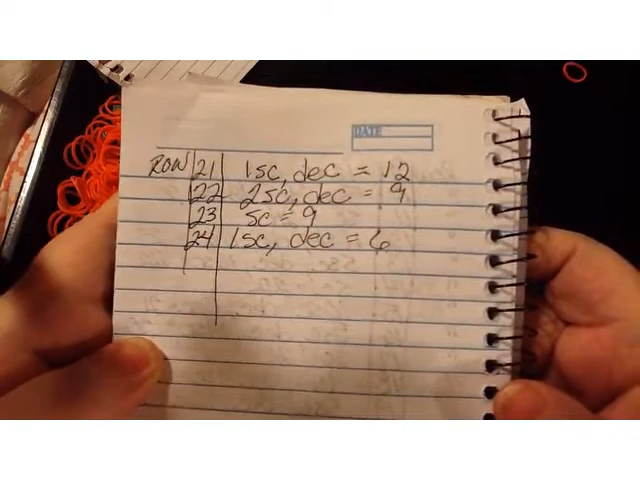 DATE
ROW 21 1sc, dec = 12
22 2sc, dec = 9
23 sc = 9
24 1sc, dec = 6